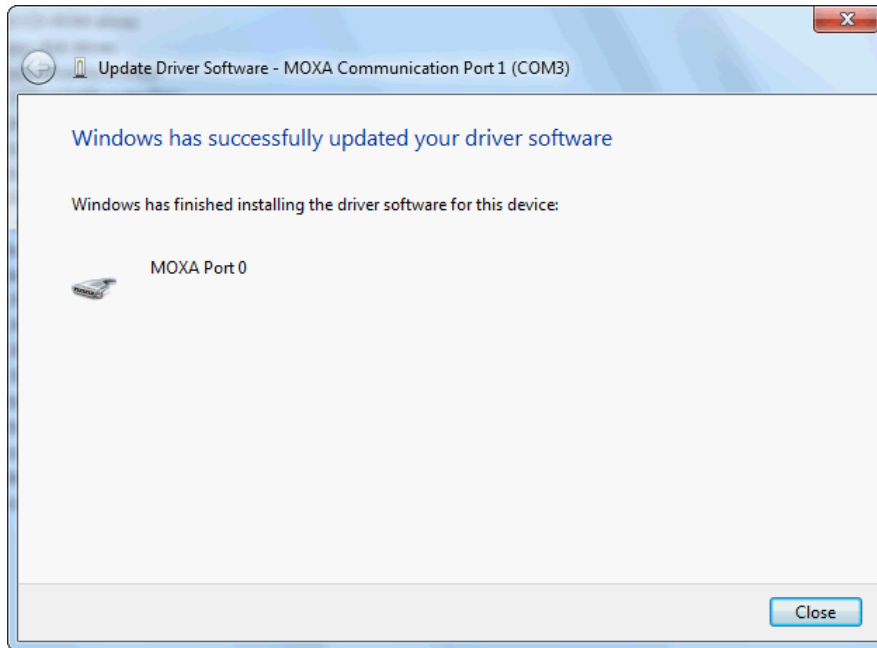 Update Driver Software - MOXA Communication Port 1 (COM3)
Windows has successfully updated your driver software
Windows has finished installing the driver software for this device:
MOXA Port 0
Close